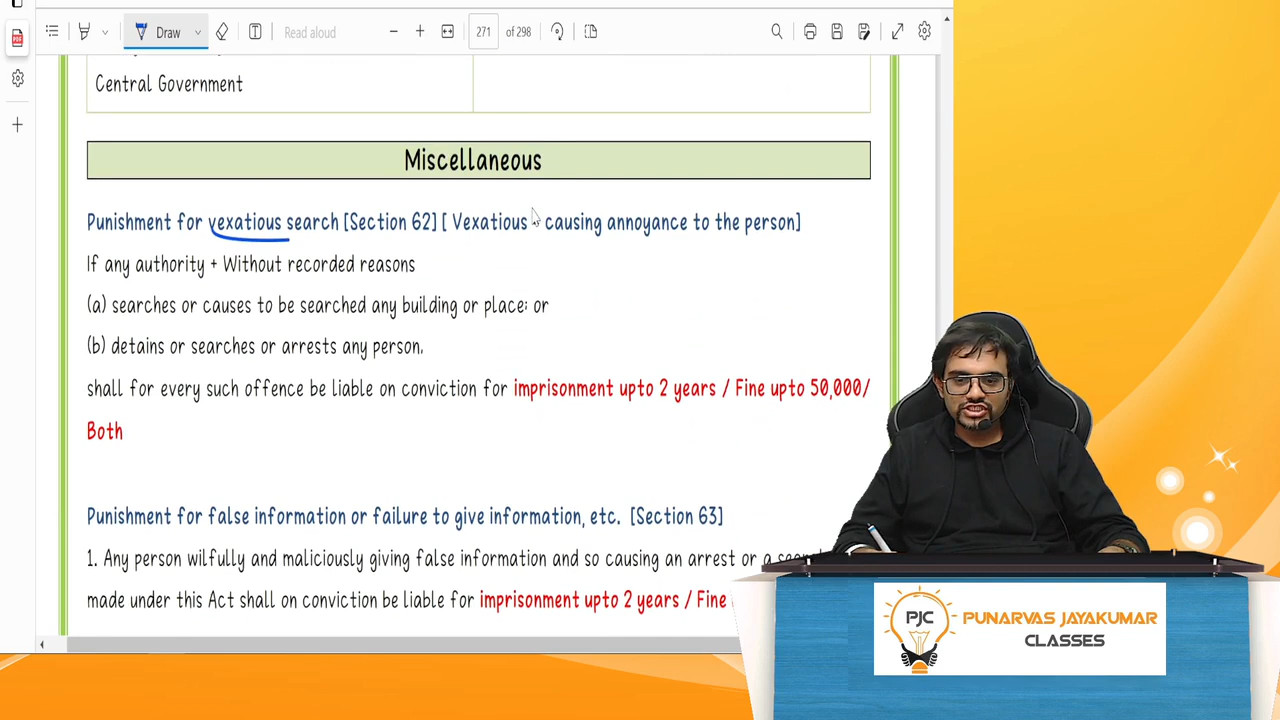 Draw
Read aloud
271 of 298
Central Government
Miscellaneous
Punishment for vexatious search [Section 62] [ Vexatious causing annoyance to the person]
If any authority + Without recorded reasons
(a) searches or causes to be searched any building or place; or
(b) detains or searches or arrests any person,
shall for every such offence be liable on conviction for imprisonment upto 2 years / Fine upto 50,000/
Both
Punishment for false information or failure to give information, etc. [Section 63]
1. Any person wilfully and maliciously giving false information and so causing an arrest or a
made under this Act shall on conviction be liable for imprisonment upto 2 years / Fine
PJC
PUNARVAS JAYAKUMAR
CLASSES